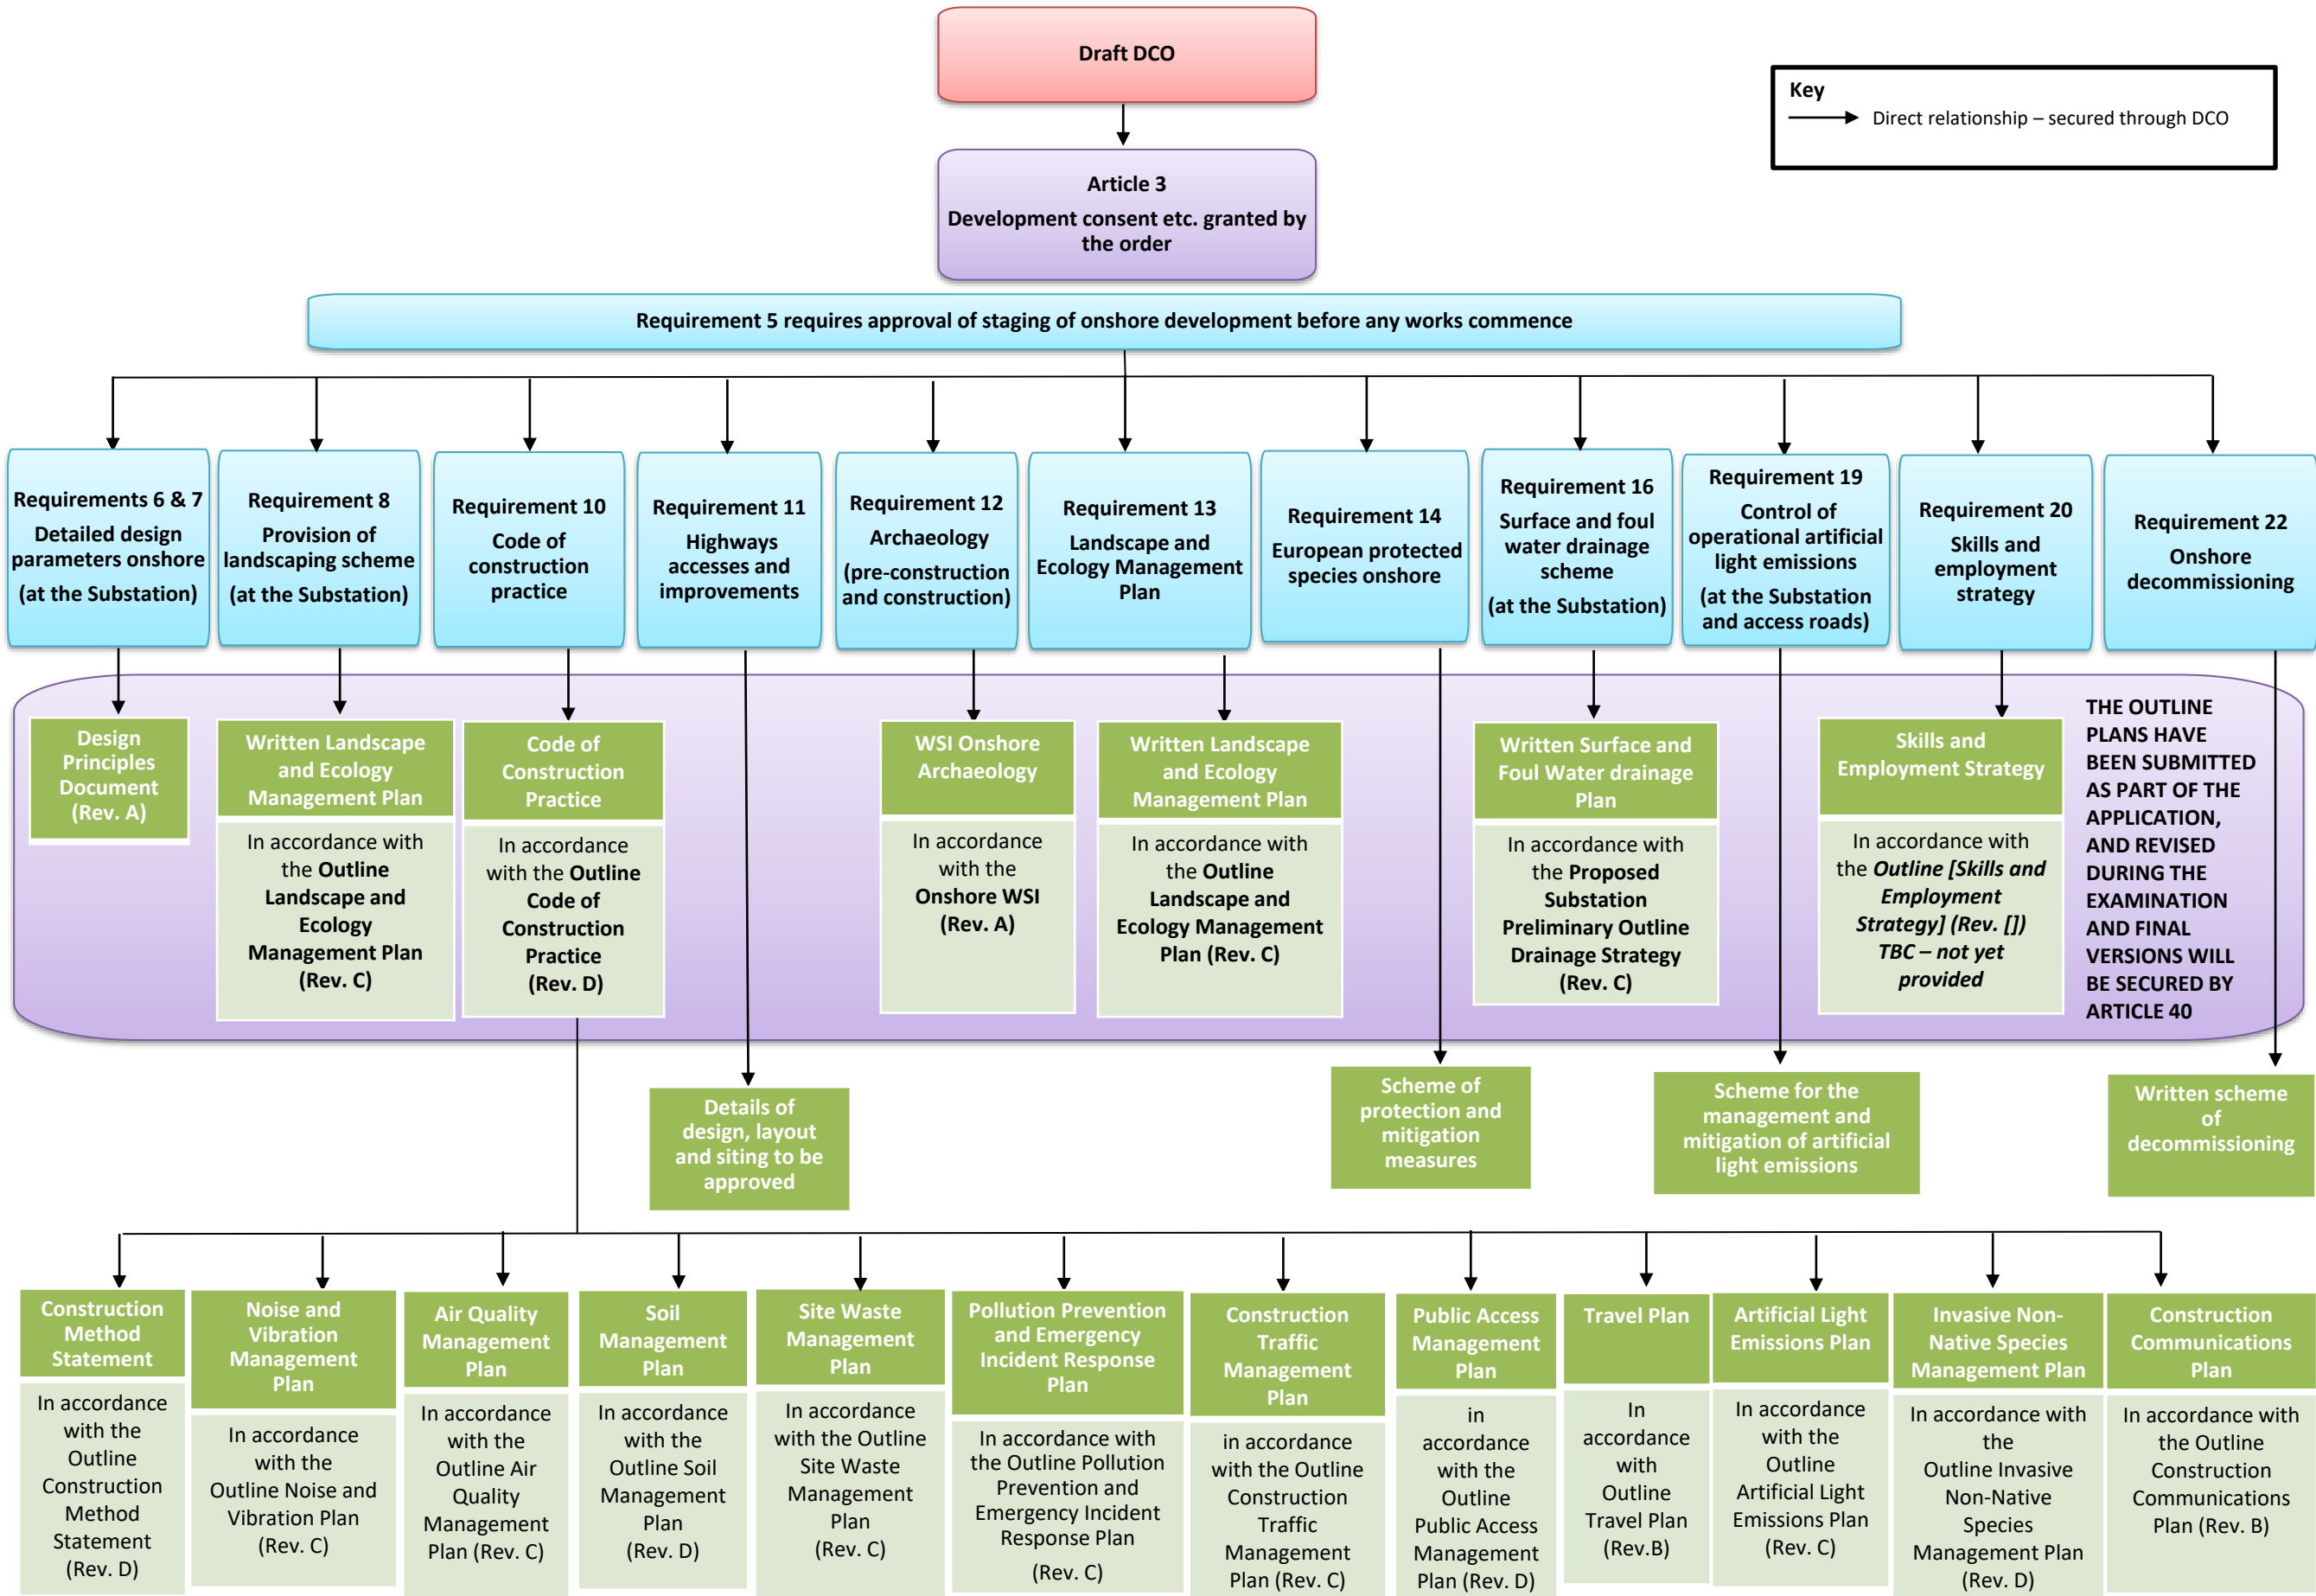 Draft DCO
Key
Direct relationship – secured through DCO
Article 3
Development consent etc. granted by
the order
Requirement 5 requires approval of staging of onshore development before any works commence
Requirements 6 & 7
Detailed design
parameters onshore
(at the Substation)
Requirement 8
Provision of
landscaping scheme
(at the Substation)
Requirement 10
Code of
construction
practice
Requirement 11
Highways
accesses and
improvements
Requirement 12
Archaeology
(pre-construction
and construction)
Requirement 13
Landscape and
Ecology Management
Plan
Requirement 14
European protected
species onshore
Requirement 16
Surface and foul
water drainage
scheme
(at the Substation)
Requirement 19
Control of
operational artificial
light emissions
(at the Substation
and access roads)
Requirement 20
Skills and
employment
strategy
Requirement 22
Onshore
decommissioning
Design
Principles
Document
(Rev. A)
Written Landscape
and Ecology
Management Plan
In accordance with
the Outline
Landscape and
Ecology
Management Plan
(Rev. C)
Code of
Construction
Practice
In accordance
with the Outline
Code of
Construction
Practice
(Rev. D)
WSI Onshore
Archaeology
In accordance
with the
Onshore WSI
(Rev. A)
Written Landscape
and Ecology
Management Plan
In accordance with
the Outline
Landscape and
Ecology Management
Plan (Rev. C)
Written Surface and
Foul Water drainage
Plan
In accordance with
the Proposed
Substation
Preliminary Outline
Drainage Strategy
(Rev. C)
Skills and
Employment Strategy
In accordance with
the Outline [Skills and
Employment
Strategy] (Rev. [])
TBC – not yet
provided
THE OUTLINE
PLANS HAVE
BEEN SUBMITTED
AS PART OF THE
APPLICATION,
AND REVISED
DURING THE
EXAMINATION
AND FINAL
VERSIONS WILL
BE SECURED BY
ARTICLE 40
Details of
design, layout
and siting to be
approved
Scheme of
protection and
mitigation
measures
Scheme for the
management and
mitigation of artificial
light emissions
Written scheme
of
decommissioning
Construction
Method
Statement
In accordance
with the
Outline
Construction
Method
Statement
(Rev. D)
Noise and
Vibration
Management
Plan
In accordance
with the
Outline Noise and
Vibration Plan
(Rev. C)
Air Quality
Management
Plan
In accordance
with the
Outline Air
Quality
Management
Plan (Rev. C)
Soil
Management
Plan
In accordance
with the
Outline Soil
Management
Plan
(Rev. D)
Site Waste
Management
Plan
In accordance
with the Outline
Site Waste
Management
Plan
(Rev. C)
Pollution Prevention
and Emergency
Incident Response
Plan
In accordance with
the Outline Pollution
Prevention and
Emergency Incident
Response Plan
(Rev. C)
Construction
Traffic
Management
Plan
in accordance
with the Outline
Construction
Traffic
Management
Plan (Rev. C)
Public Access
Management
Plan
in
accordance
with the
Outline
Public Access
Management
Plan (Rev. D)
Travel Plan
In
accordance
with
Outline
Travel Plan
(Rev.B)
Artificial Light
Emissions Plan
In accordance
with the
Outline
Artificial Light
Emissions Plan
(Rev. C)
Invasive Non-
Native Species
Management Plan
In accordance with
the
Outline Invasive
Non-Native
Species
Management Plan
(Rev. D)
Construction
Communications
Plan
In accordance with
the Outline
Construction
Communications
Plan (Rev. B)